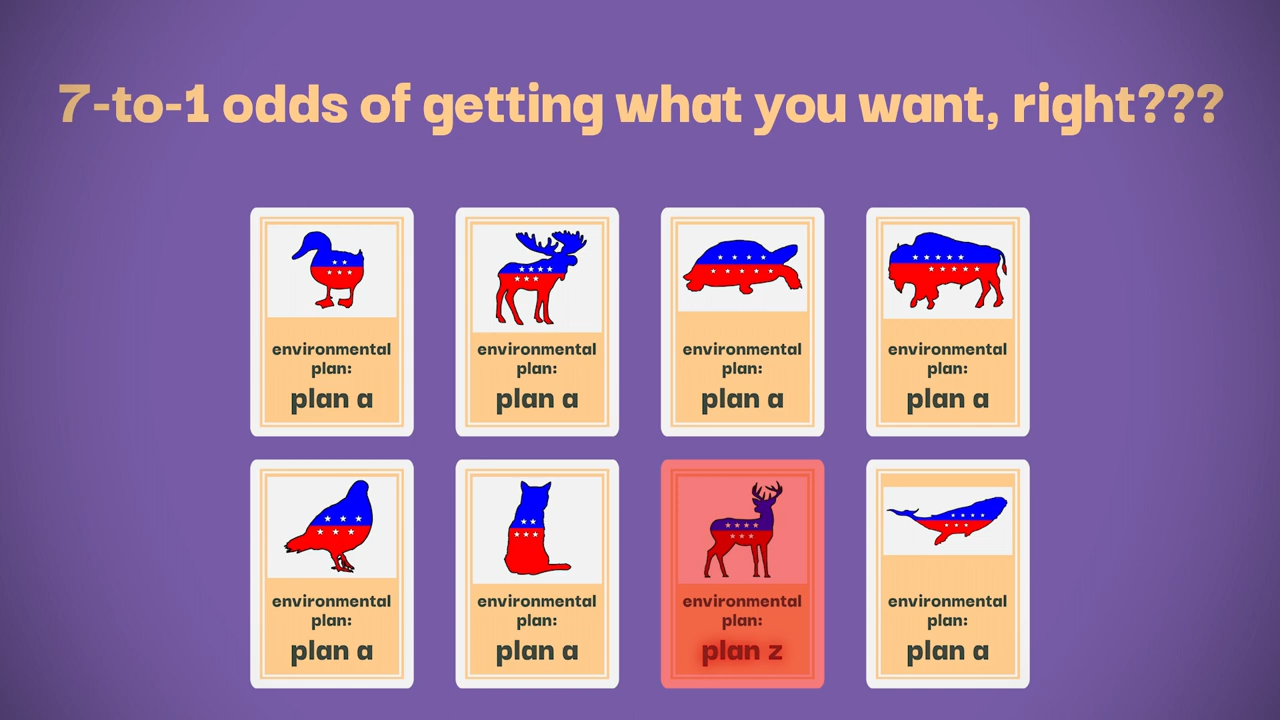 7-to-1 odds of getting what you want, right???
environmental
plan:
plan a
environmental
plan:
plan a
environmental
plan:
plan a
environmental
plan:
plan a
environmental
plan:
plan a
environmental
plan:
plan a
environmental
plan:
plan z
environmental
plan:
plan a